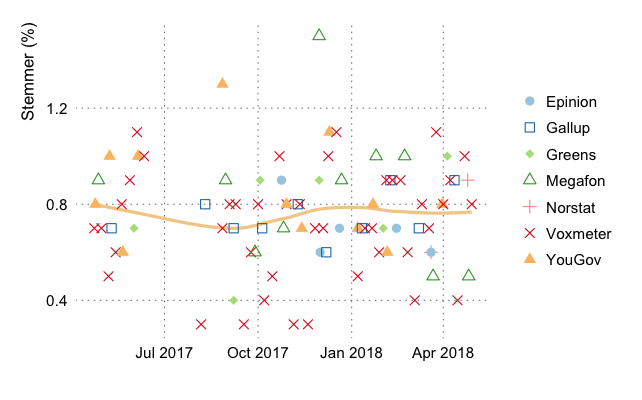 Stemmer (%)
1.2
0.8
0.4
Jul 2017
Oct 2017
Jan 2018
Apr 2018
Epinion
Gallup
Greens
Megafon
Norstat
Voxmeter
YouGov